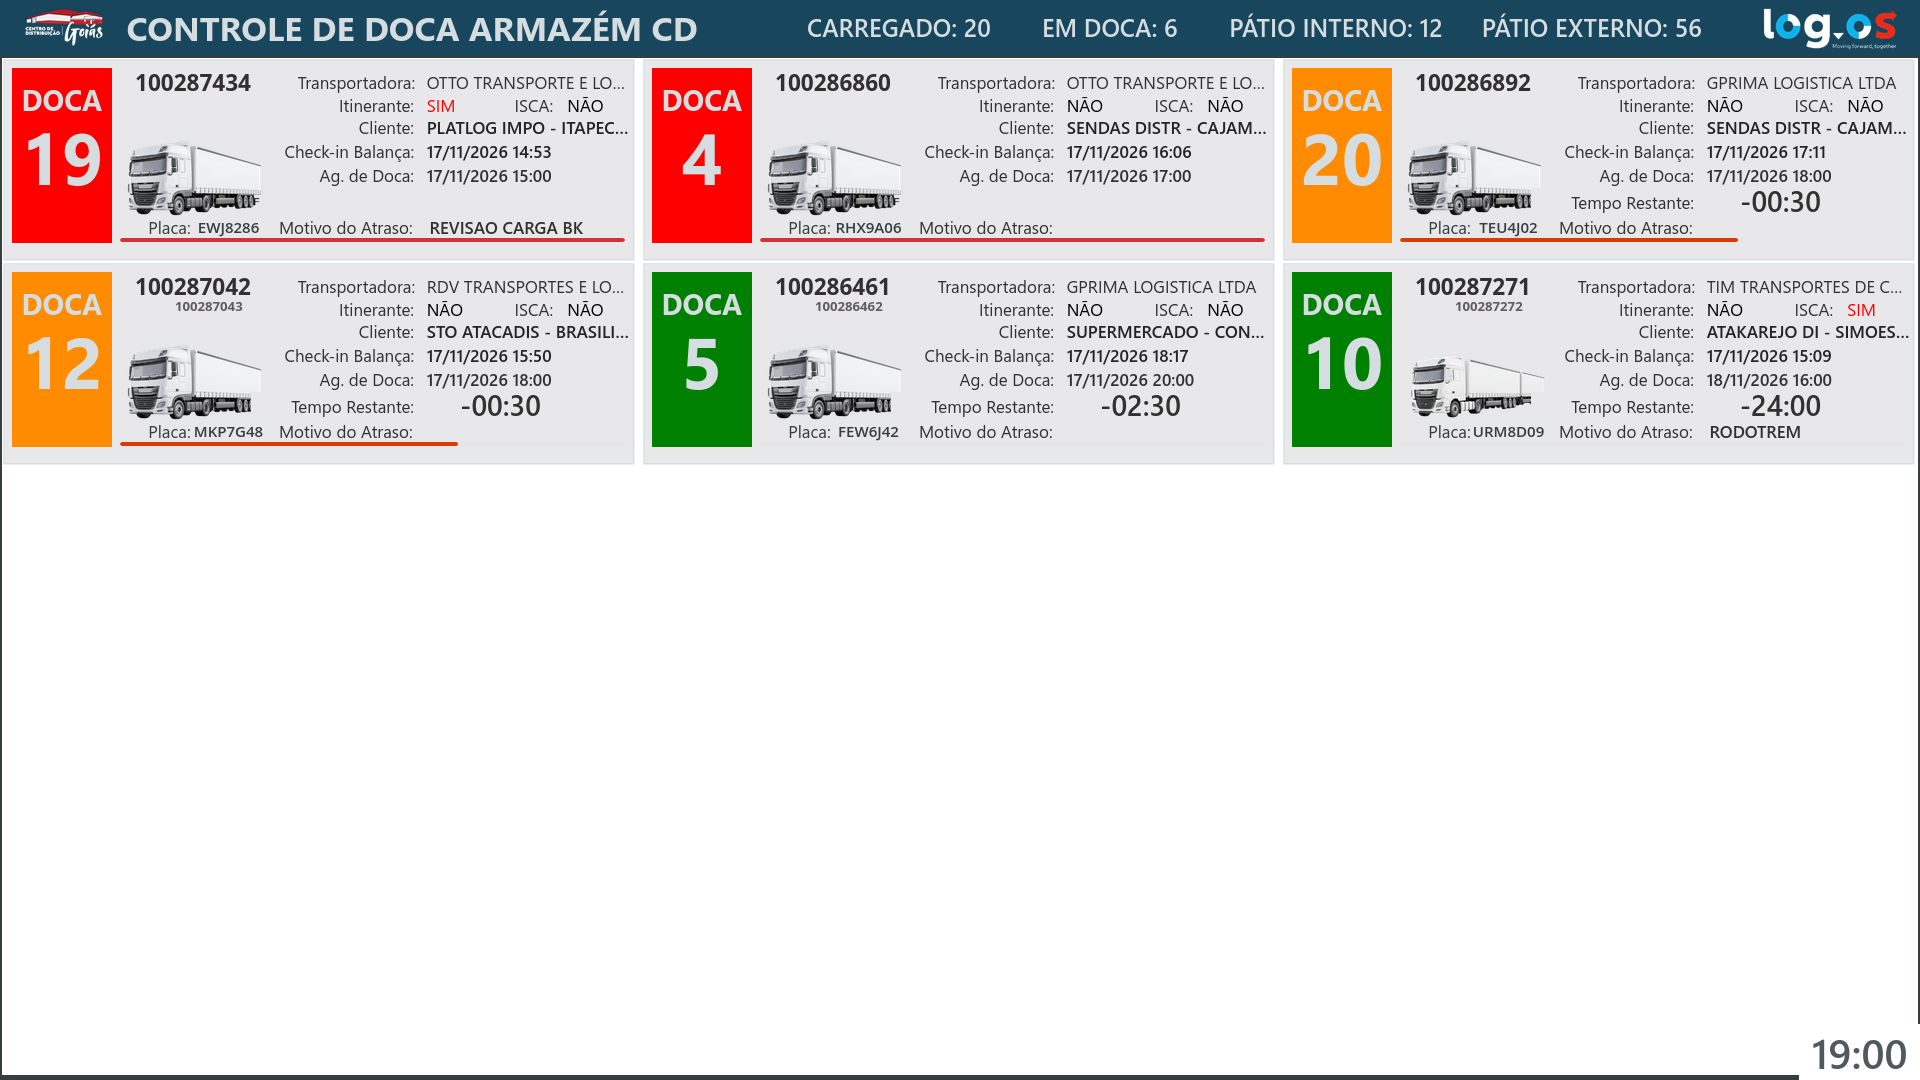 CENTRO DE DISTRIBUIÇÃO Goiás
CONTROLE DE DOCA ARMAZÉM CD
CARREGADO: 20
EM DOCA: 6
PÁTIO INTERNO: 12
PÁTIO EXTERNO: 56
log.os
Moving forward, together
DOCA
19
100287434
Transportadora: OTTO TRANSPORTE E LO...
Itinerante: SIM ISCA: NÃO
Cliente: PLATLOG IMPO - ITAPEC...
Check-in Balança: 17/11/2026 14:53
Ag. de Doca: 17/11/2026 15:00
Placa: EWJ8286 Motivo do Atraso: REVISAO CARGA BK
DOCA
4
100286860
Transportadora: OTTO TRANSPORTE E LO...
Itinerante: NÃO ISCA: NÃO
Cliente: SENDAS DISTR - CAJAM...
Check-in Balança: 17/11/2026 16:06
Ag. de Doca: 17/11/2026 17:00
Placa: RHX9A06 Motivo do Atraso:
DOCA
20
100286892
Transportadora: GPRIMA LOGISTICA LTDA
Itinerante: NÃO ISCA: NÃO
Cliente: SENDAS DISTR - CAJAM...
Check-in Balança: 17/11/2026 17:11
Ag. de Doca: 17/11/2026 18:00
Tempo Restante: -00:30
Placa: TEU4J02 Motivo do Atraso:
DOCA
12
100287042
100287043
Transportadora: RDV TRANSPORTES E LO...
Itinerante: NÃO ISCA: NÃO
Cliente: STO ATACADIS - BRASILI...
Check-in Balança: 17/11/2026 15:50
Ag. de Doca: 17/11/2026 18:00
Tempo Restante: -00:30
Placa: MKP7G48 Motivo do Atraso:
DOCA
5
100286461
100286462
Transportadora: GPRIMA LOGISTICA LTDA
Itinerante: NÃO ISCA: NÃO
Cliente: SUPERMERCADO - CON...
Check-in Balança: 17/11/2026 18:17
Ag. de Doca: 17/11/2026 20:00
Tempo Restante: -02:30
Placa: FEW6J42 Motivo do Atraso:
DOCA
10
100287271
100287272
Transportadora: TIM TRANSPORTES DE C...
Itinerante: NÃO ISCA: SIM
Cliente: ATAKAREJO DI - SIMOES...
Check-in Balança: 17/11/2026 15:09
Ag. de Doca: 18/11/2026 16:00
Tempo Restante: -24:00
Placa: URM8D09 Motivo do Atraso: RODOTREM
19:00